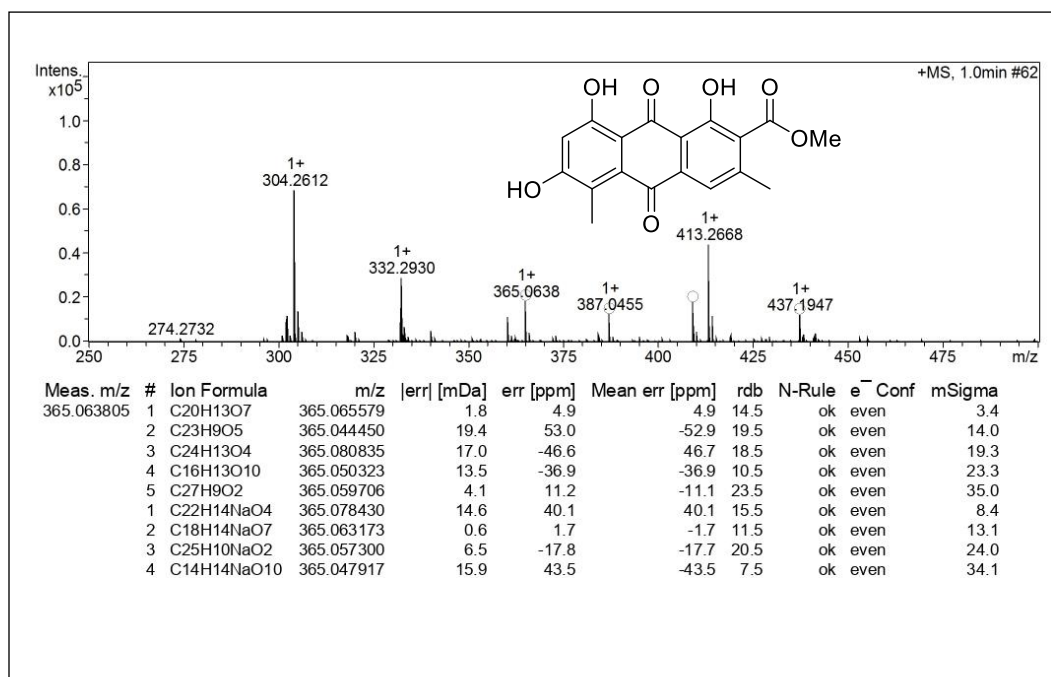 Intens.
x10⁵
+MS, 1.0min #62
1.0
0.8
0.6
0.4
0.2
0.0
OH O OH O
OMe
HO
O
1+
304.2612
1+
332.2930
1+
365.0638
1+
387.0455
1+
413.2668
1+
437.1947
274.2732
250 275 300 325 350 375 400 425 450 475 m/z
Meas. m/z # Ion Formula m/z |err| [mDa] err [ppm] Mean err [ppm] rdb N-Rule e⁻ Conf mSigma
365.063805 1 C20H13O7 365.065579 1.8 4.9 4.9 14.5 ok even 3.4
2 C23H9O5 365.044450 19.4 53.0 -52.9 19.5 ok even 14.0
3 C24H13O4 365.080835 17.0 -46.6 46.7 18.5 ok even 19.3
4 C16H13O10 365.050323 13.5 -36.9 -36.9 10.5 ok even 23.3
5 C27H9O2 365.059706 4.1 11.2 -11.1 23.5 ok even 35.0
1 C22H14NaO4 365.078430 14.6 40.1 40.1 15.5 ok even 8.4
2 C18H14NaO7 365.063173 0.6 1.7 -1.7 11.5 ok even 13.1
3 C25H10NaO2 365.057300 6.5 -17.8 -17.7 20.5 ok even 24.0
4 C14H14NaO10 365.047917 15.9 43.5 -43.5 7.5 ok even 34.1